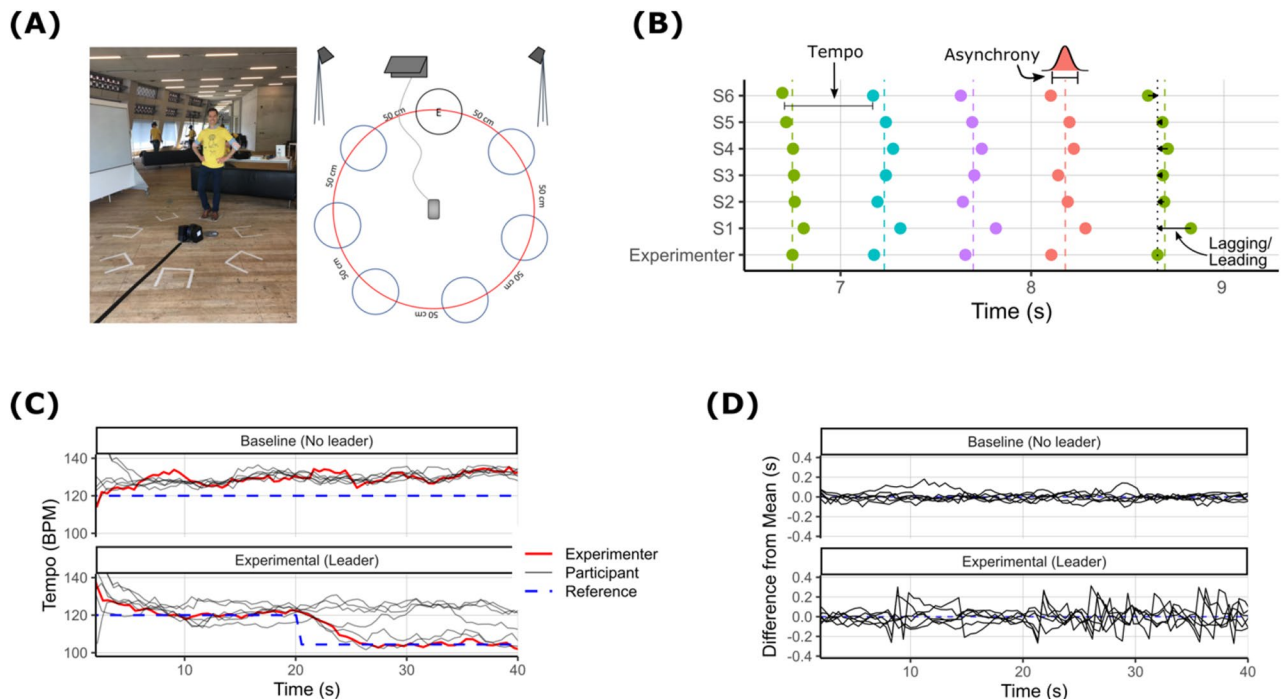 (A)
E
50 cm
50 cm
50 cm
50 cm
50 cm
50 cm
50 cm
(B)
Tempo
Asynchrony
S6
S5
S4
S3
S2
S1
Experimenter
Lagging/
Leading
7
8
9
Time (s)
(C)
Baseline (No leader)
140
120
100
Experimental (Leader)
140
120
100
Tempo (BPM)
10
20
30
40
Time (s)
Experimenter
Participant
Reference
(D)
Baseline (No leader)
0.4
0.2
0.0
-0.2
-0.4
Experimental (Leader)
0.4
0.2
0.0
-0.2
-0.4
Difference from Mean (s)
10
20
30
40
Time (s)